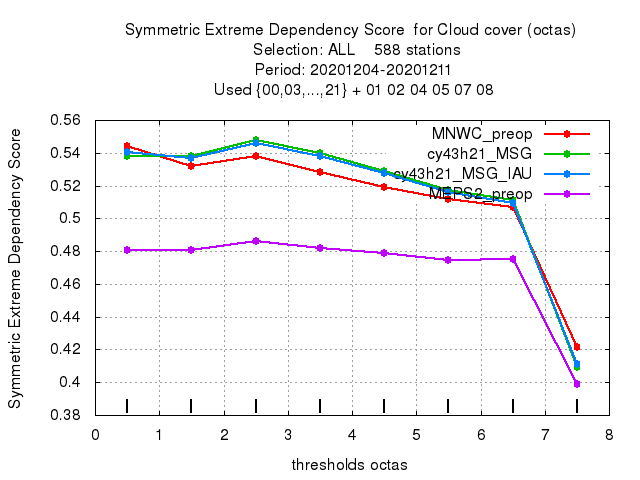 Symmetric Extreme Dependency Score  for Cloud cover (octas)
Selection: ALL    588 stations
Period: 20201204-20201211
Used {00,03,...,21} + 01 02 04 05 07 08
Symmetric Extreme Dependency Score
0.56
0.54
0.52
0.5
0.48
0.46
0.44
0.42
0.4
0.38
MNWC_preop
cy43h21_MSG
cy43h21_MSG_IAU
MEPS2_preop
0 1 2 3 4 5 6 7 8
thresholds octas